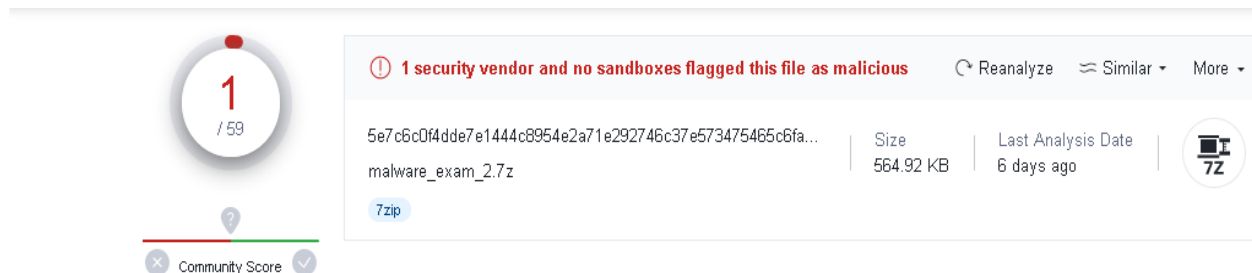 1
/ 59
Community Score
1 security vendor and no sandboxes flagged this file as malicious
Reanalyze
Similar
More
5e7c6c0f4dde7e1444c8954e2a71e292746c37e573475465c6fa...
malware_exam_2.7z
7zip
Size
564.92 KB
Last Analysis Date
6 days ago
7Z